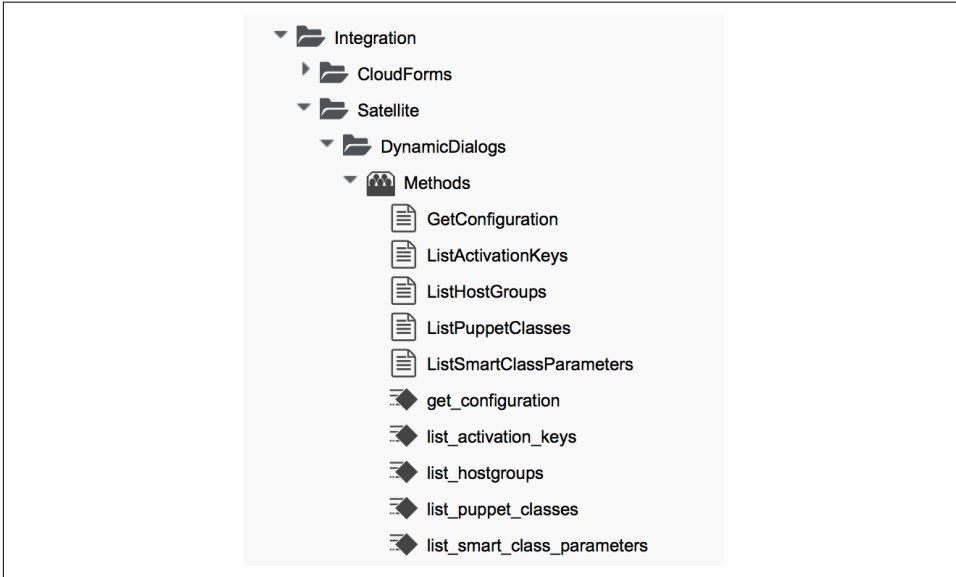 Integration
CloudForms
Satellite
DynamicDialogs
Methods
GetConfiguration
ListActivationKeys
ListHostGroups
ListPuppetClasses
ListSmartClassParameters
get_configuration
list_activation_keys
list_hostgroups
list_puppet_classes
list_smart_class_parameters